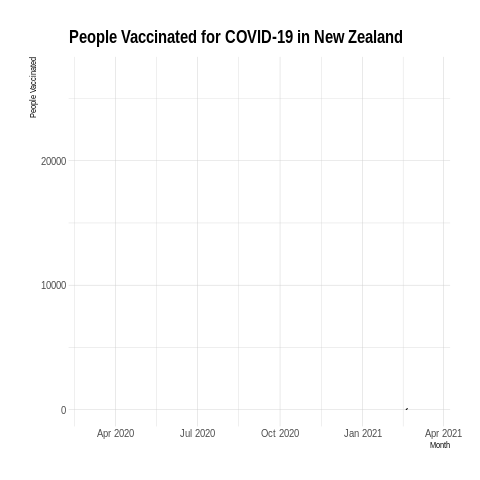 People Vaccinated for COVID-19 in New Zealand
People Vaccinated
20000
10000
0
Apr 2020 Jul 2020 Oct 2020 Jan 2021 Apr 2021
Month